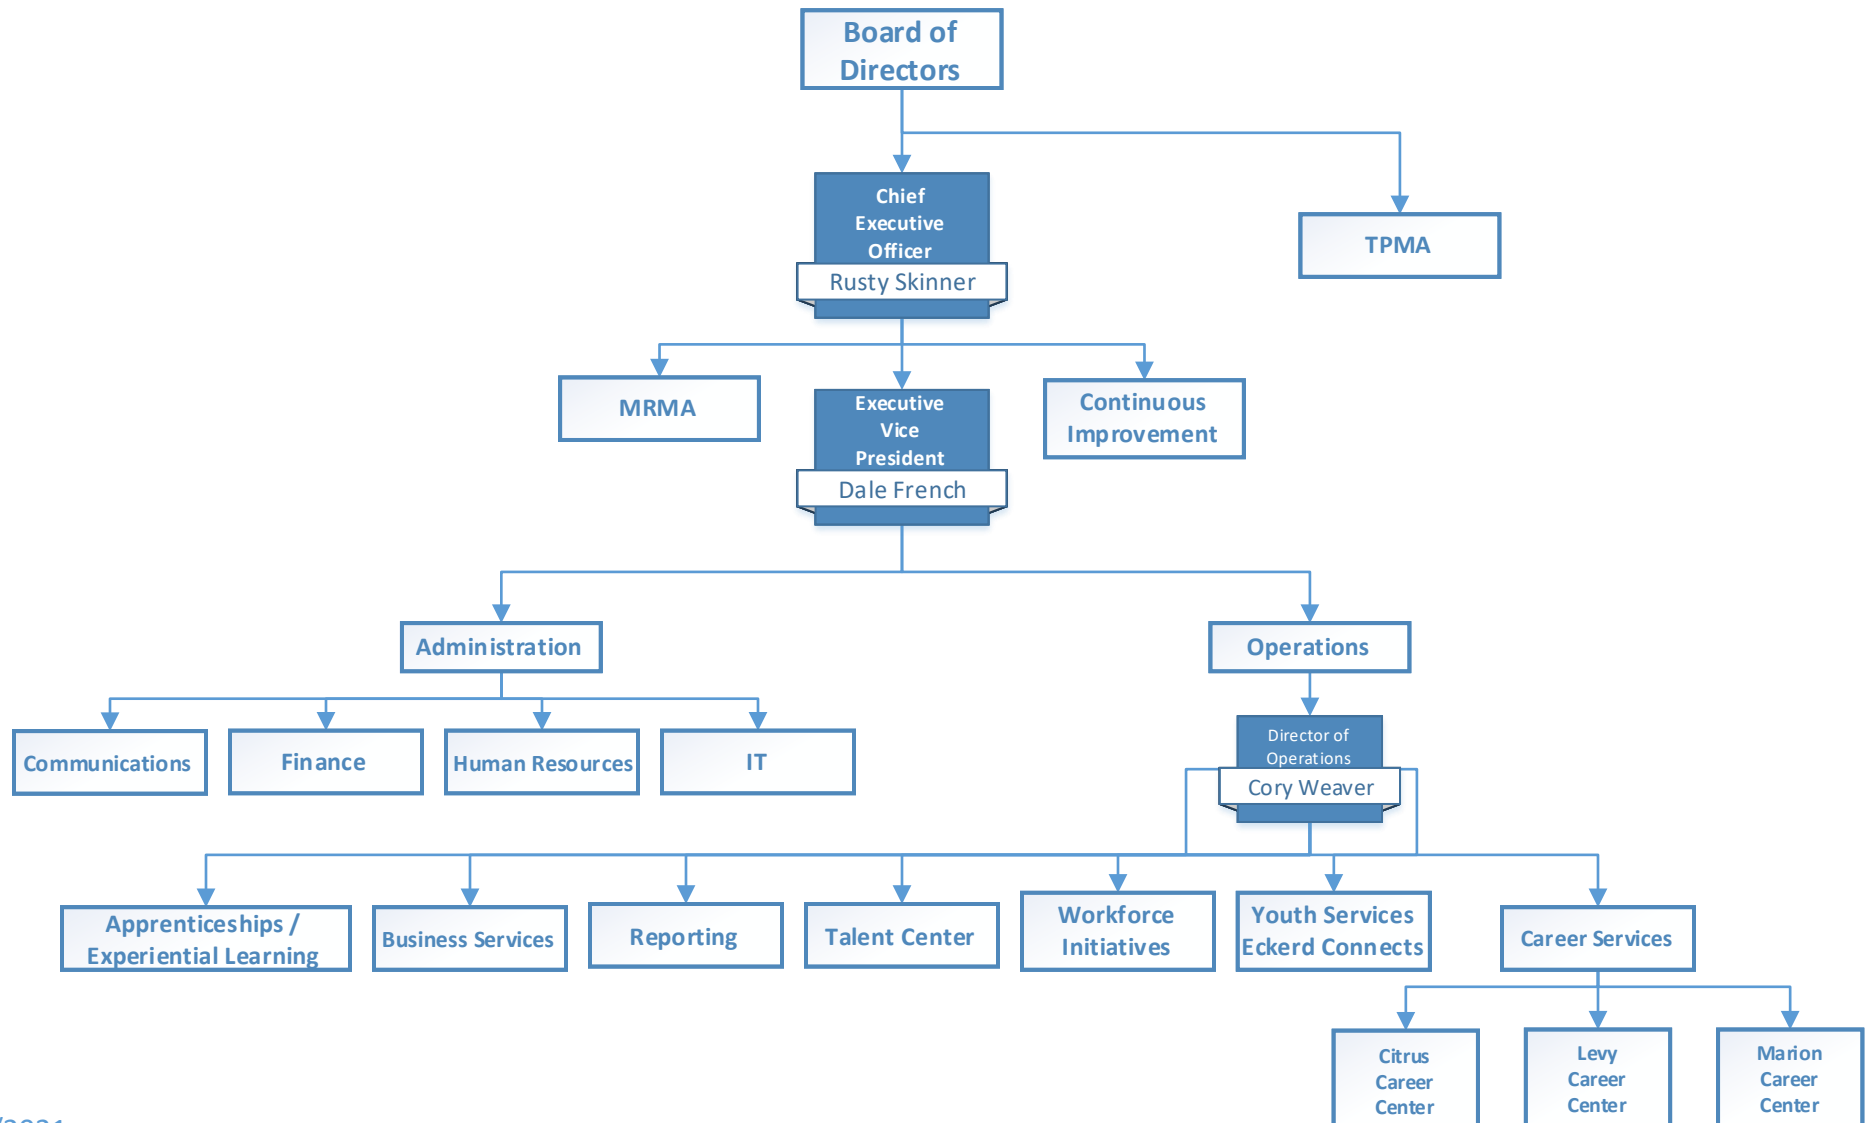 Board of
Directors
Chief
Executive
Officer
Rusty Skinner
TPMA
MRMA
Executive
Vice
President
Dale French
Continuous
Improvement
Administration
Operations
Communications
Finance
Human Resources
IT
Director of
Operations
Cory Weaver
Apprenticeships /
Experiential Learning
Business Services
Reporting
Talent Center
Workforce
Initiatives
Youth Services
Eckerd Connects
Career Services
Citrus
Career
Center
Levy
Career
Center
Marion
Career
Center